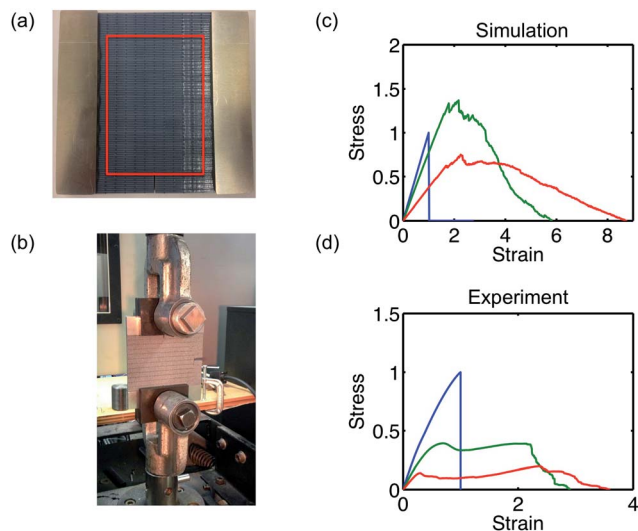 (a)
(b)
(c)
Simulation
Stress
2
1.5
1
0.5
0
0
2
4
6
8
Strain
(d)
Experiment
Stress
1.5
1
0.5
0
0
2
4
Strain